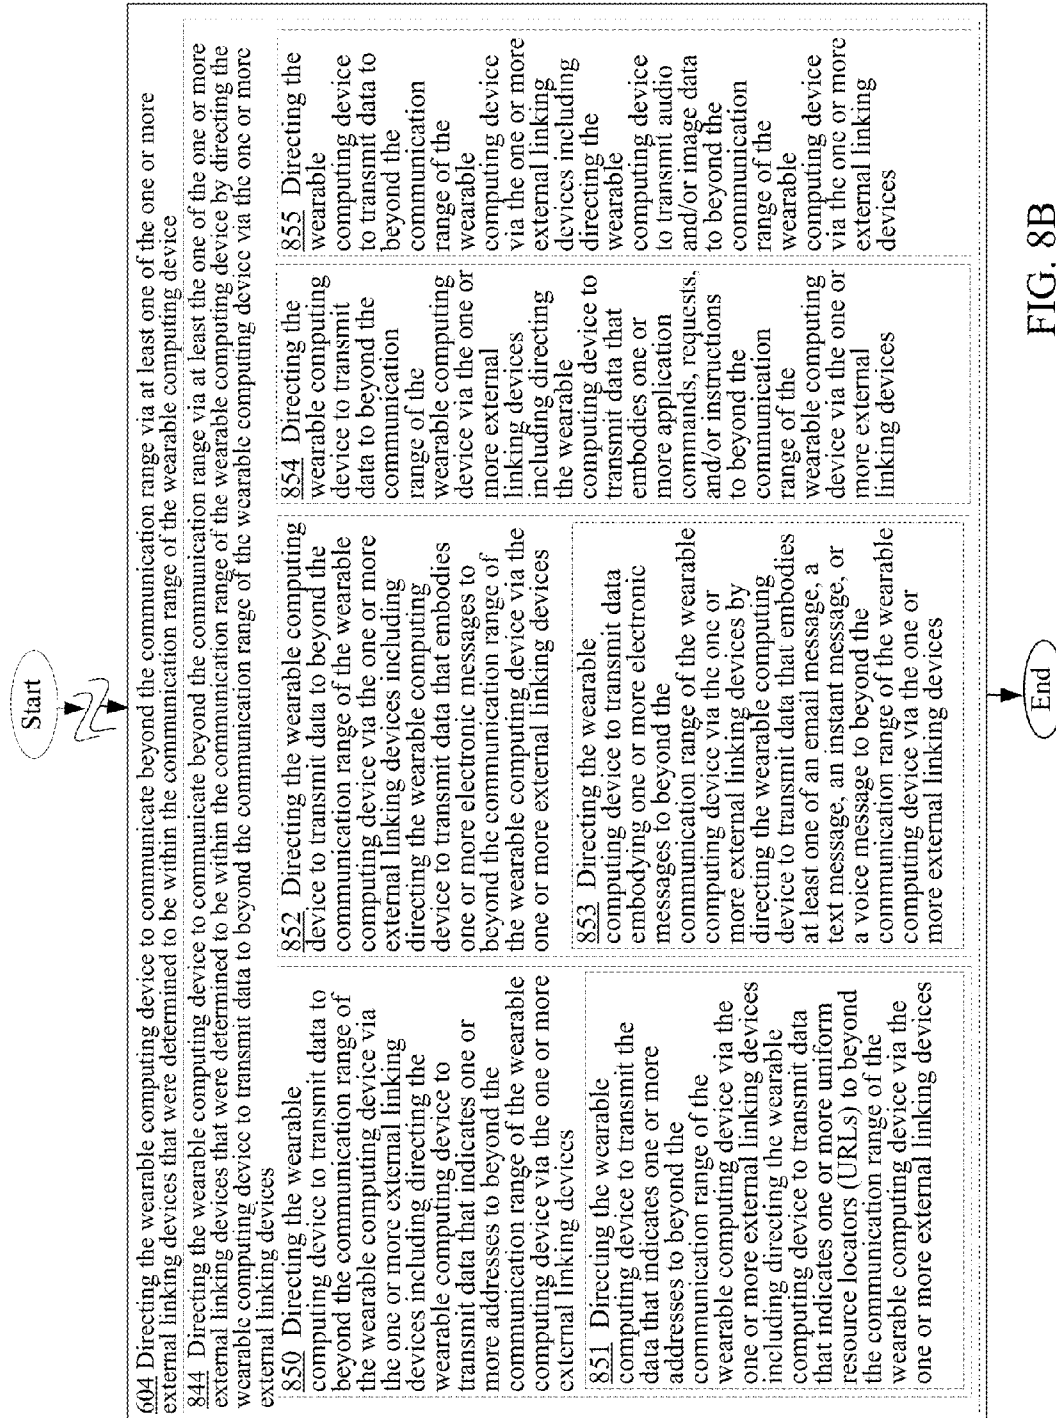 Start
604 Directing the wearable computing device to communicate beyond the communication range via at least one of the one or more
external linking devices that were determined to be within the communication range of the wearable computing device
844 Directing the wearable computing device to communicate beyond the communication range via at least the one of the one or more
external linking devices that were determined to be within the communication range of the wearable computing device by directing the
wearable computing device to transmit data to beyond the communication range of the wearable computing device via the one or more
external linking devices
850 Directing the wearable
computing device to transmit data to
beyond the communication range of
the wearable computing device via
the one or more external linking
devices including directing the
wearable computing device to
transmit data that indicates one or
more addresses to beyond the
communication range of the wearable
computing device via the one or more
external linking devices
851 Directing the wearable
computing device to transmit the
data that indicates one or more
addresses to beyond the
communication range of the
wearable computing device via the
one or more external linking devices
including directing the wearable
computing device to transmit data
that indicates one or more uniform
resource locators (URLs) to beyond
the communication range of the
wearable computing device via the
one or more external linking devices
852 Directing the wearable computing
device to transmit data to beyond the
communication range of the wearable
computing device via the one or more
external linking devices including
directing the wearable computing
device to transmit data that embodies
one or more electronic messages to
beyond the communication range of
the wearable computing device via the
one or more external linking devices
853 Directing the wearable
computing device to transmit data
embodying one or more electronic
messages to beyond the
communication range of the wearable
computing device via the one or
more external linking devices by
directing the wearable computing
device to transmit data that embodies
at least one of an email message, a
text message, an instant message, or
a voice message to beyond the
communication range of the wearable
computing device via the one or
more external linking devices
854 Directing the
wearable computing
device to transmit
data to beyond the
communication
range of the
wearable computing
device via the one or
more external
linking devices
including directing
the wearable
computing device to
transmit data that
embodies one or
more application
commands, requests,
and/or instructions
to beyond the
communication
range of the
wearable computing
device via the one or
more external
linking devices
855 Directing the
wearable
computing device
to transmit data to
beyond the
communication
range of the
wearable
computing device
via the one or more
external linking
devices including
directing the
wearable
computing device
to transmit audio
and/or image data
to beyond the
communication
range of the
wearable
computing device
via the one or more
external linking
devices
End
FIG. 8B